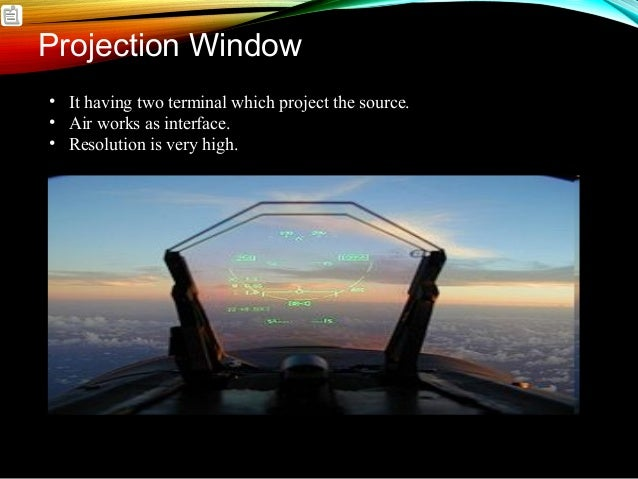 Projection Window
• It having two terminal which project the source.
• Air works as interface.
• Resolution is very high.